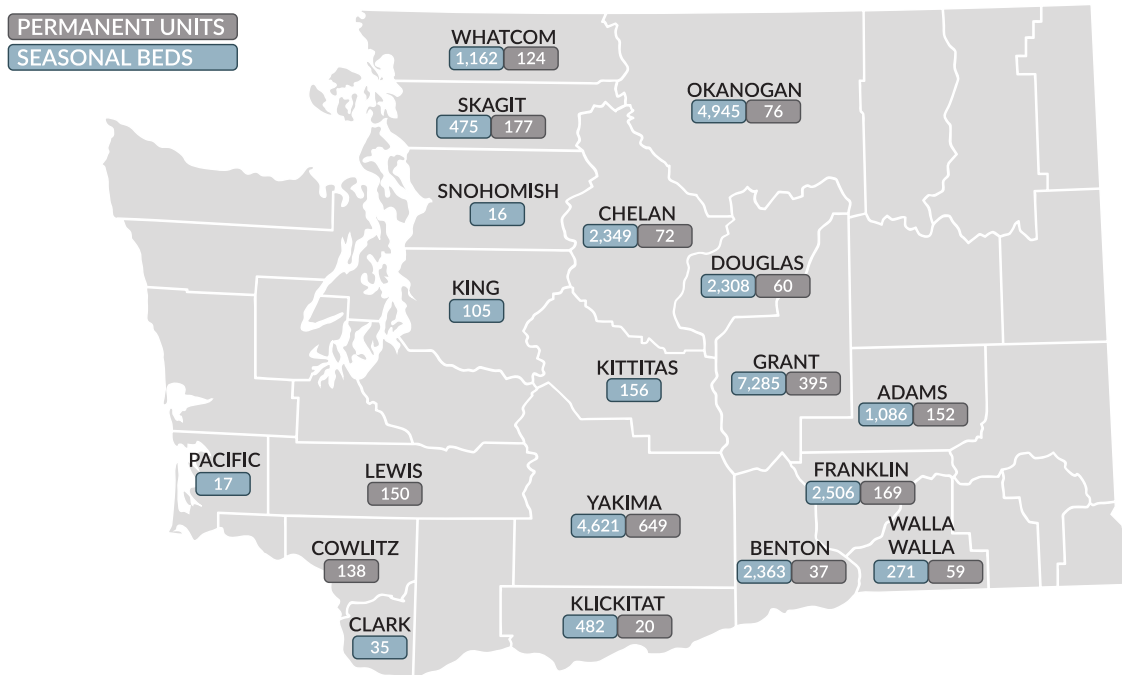 PERMANENT UNITS
SEASONAL BEDS
WHATCOM
1,162 124
SKAGIT
475 177
OKANOGAN
4,945 76
SNOHOMISH
16
CHELAN
2,349 72
DOUGLAS
2,308 60
KING
105
KITTITAS
156
GRANT
7,285 395
ADAMS
1,086 152
PACIFIC
17
LEWIS
150
YAKIMA
4,621 649
FRANKLIN
2,506 169
WALLA
WALLA
271 59
BENTON
2,363 37
COWLITZ
138
KLICKITAT
482 20
CLARK
35